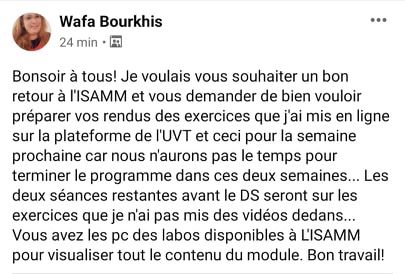 Wafa Bourkhis
24 min •
Bonsoir à tous! Je voulais vous souhaiter un bon
retour à l'ISAMM et vous demander de bien vouloir
préparer vos rendus des exercices que j'ai mis en ligne
sur la plateforme de l'UVT et ceci pour la semaine
prochaine car nous n'aurons pas le temps pour
terminer le programme dans ces deux semaines... Les
deux séances restantes avant le DS seront sur les
exercices que je n'ai pas mis des vidéos dedans...
Vous avez les pc des labos disponibles à L'ISAMM
pour visualiser tout le contenu du module. Bon travail!